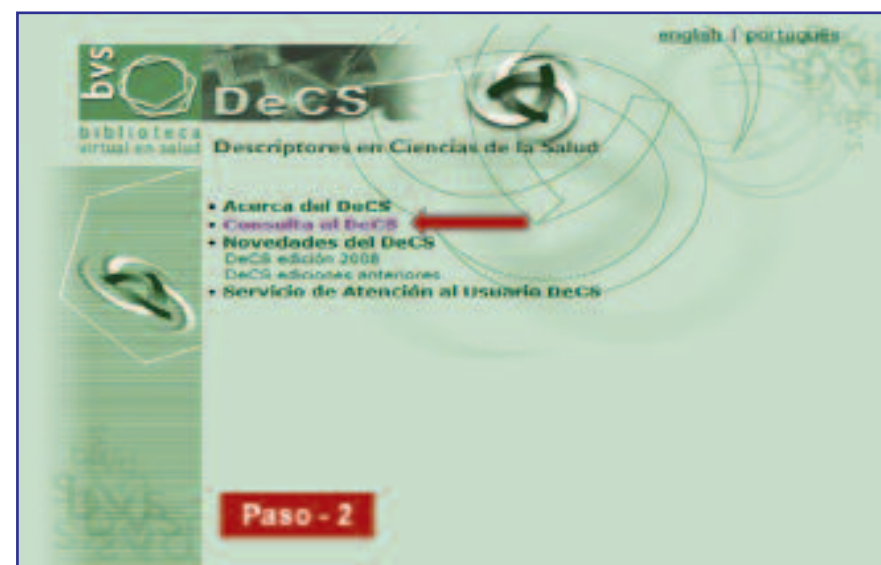 english | português
bvs
DeCS
biblioteca
virtual en salud
Descriptores en Ciencias de la Salud
• Acerca del DeCS
• Consulta al DeCS
• Novedades del DeCS
DeCS edición 2008
DeCS ediciones anteriores
• Servicio de Atención al Usuario DeCS
Paso - 2